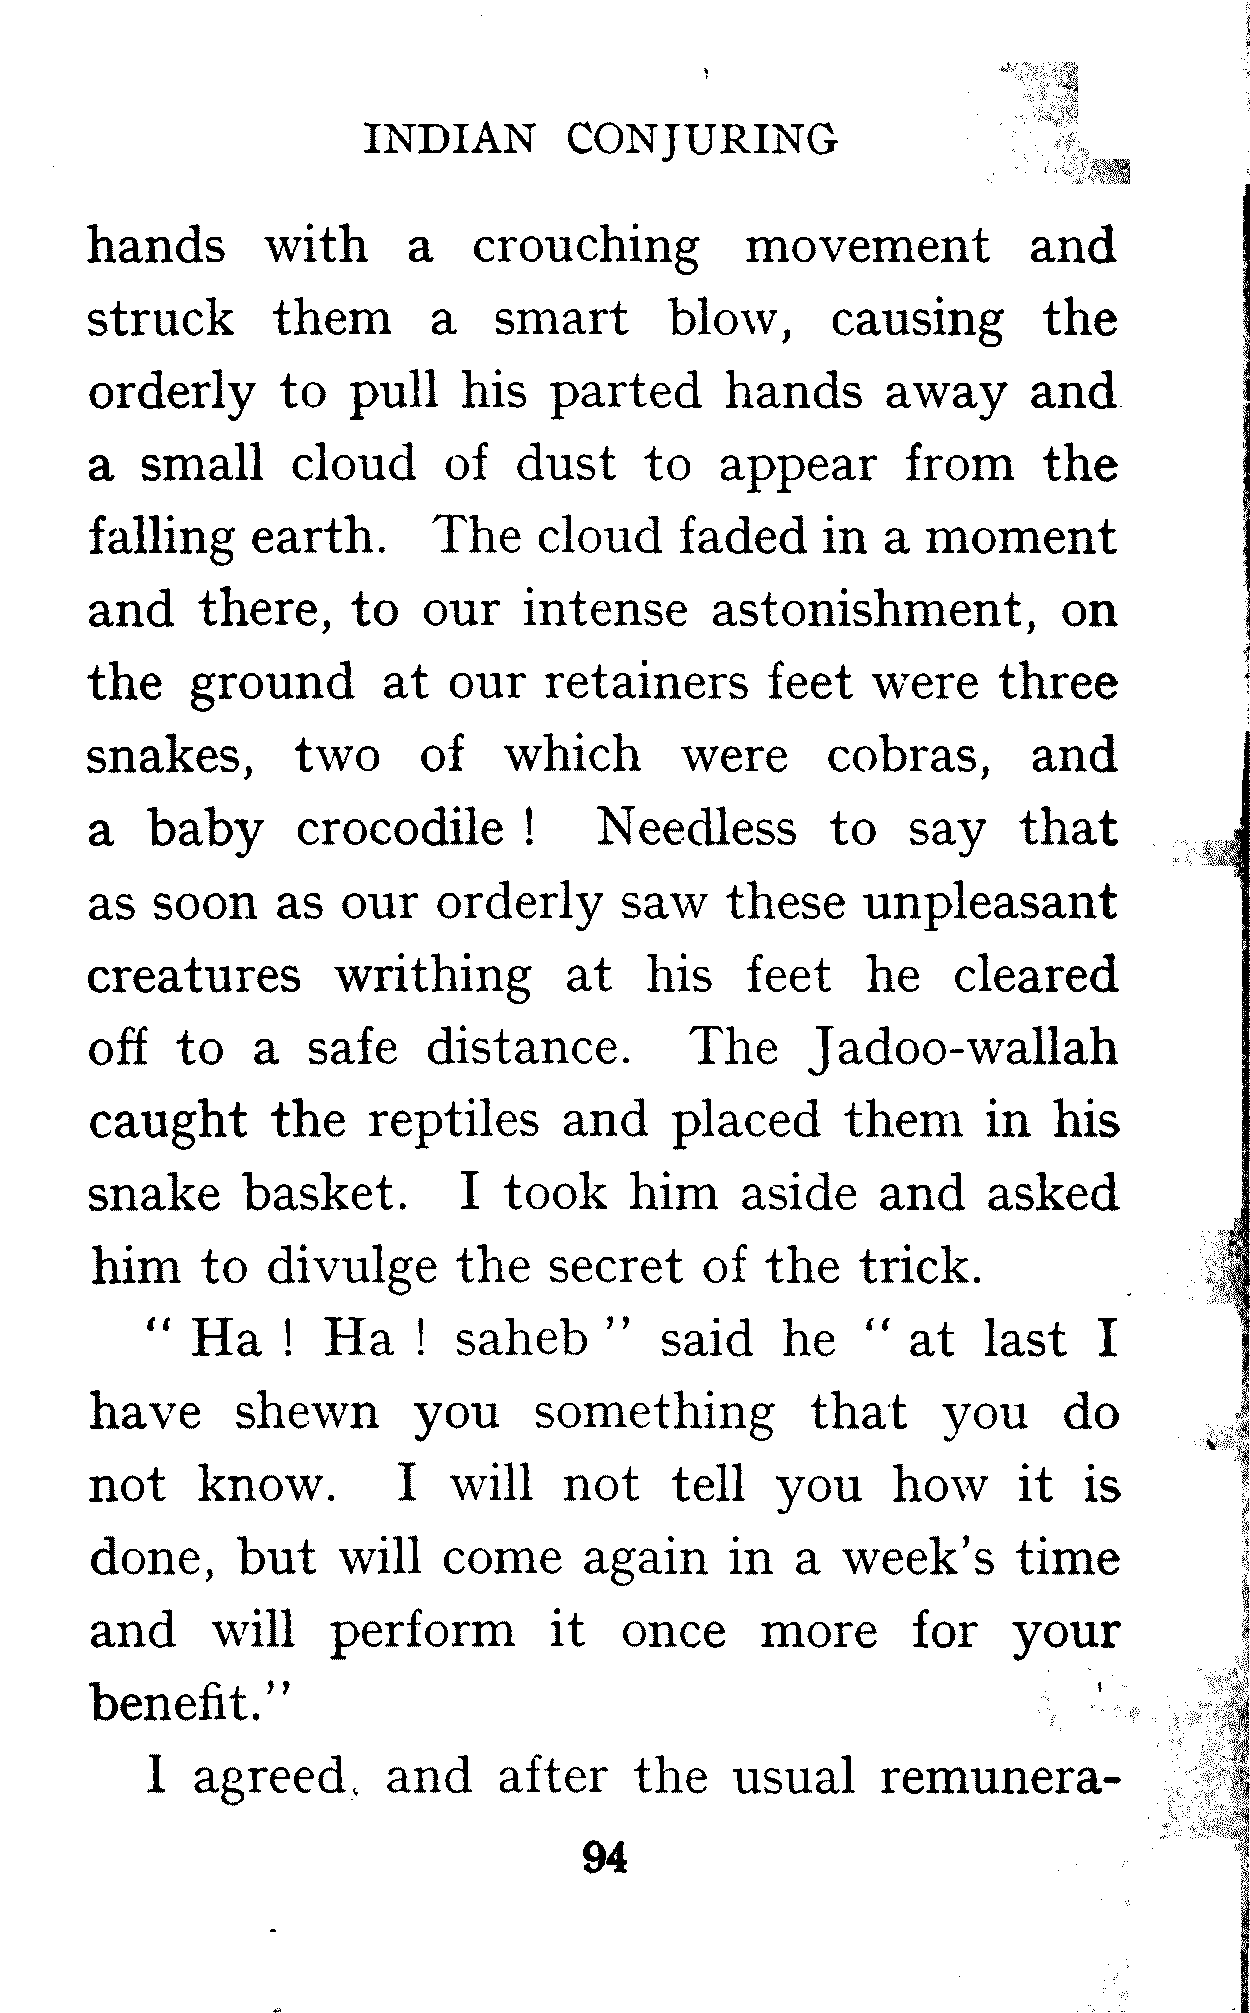 INDIAN CONJURING
hands with a crouching movement and
struck them a smart blow, causing the
orderly to pull his parted hands away and
a small cloud of dust to appear from the
falling earth. The cloud faded in a moment
and there, to our intense astonishment, on
the ground at our retainers feet were three
snakes, two of which were cobras, and
a baby crocodile ! Needless to say that
as soon as our orderly saw these unpleasant
creatures writhing at his feet he cleared
off to a safe distance. The Jadoo-wallah
caught the reptiles and placed them in his
snake basket. I took him aside and asked
him to divulge the secret of the trick.
“ Ha ! Ha ! saheb ” said he “ at last I
have shewn you something that you do
not know. I will not tell you how it is
done, but will come again in a week's time
and will perform it once more for your
benefit.”
I agreed, and after the usual remunera-
94